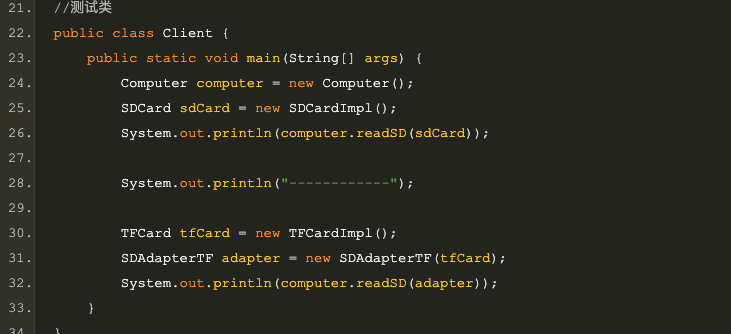 21. //测试类
22. public class Client {
23. public static void main(String[] args) {
24. Computer computer = new Computer();
25. SDCard sdCard = new SDCardImpl();
26. System.out.println(computer.readSD(sdCard));
27.
28. System.out.println("------------");
29.
30. TFCard tfCard = new TFCardImpl();
31. SDAdapterTF adapter = new SDAdapterTF(tfCard);
32. System.out.println(computer.readSD(adapter));
33. }
34. }